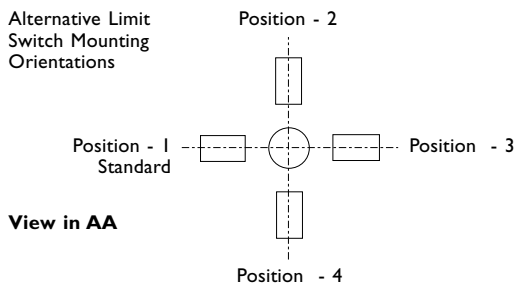 Alternative Limit
Switch Mounting
Orientations
Position - 2
Position - 1
Standard
Position - 3
View in AA
Position - 4